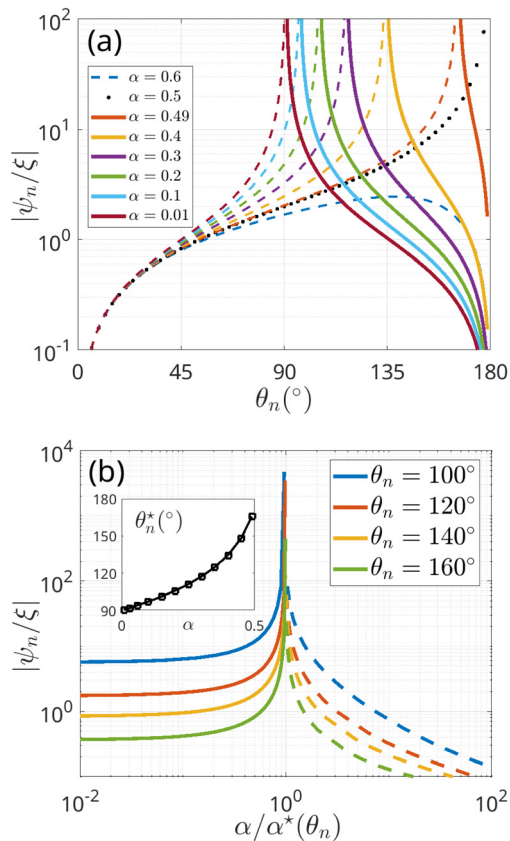 10^2
(a)
α = 0.6
α = 0.5
α = 0.49
α = 0.4
α = 0.3
α = 0.2
α = 0.1
α = 0.01
10^1
|ψ_n/ξ|
10^0
10^-1
0 45 90 135 180
θ_n(°)
10^4
(b)
θ_n = 100°
θ_n = 120°
θ_n = 140°
θ_n = 160°
180
θ_n^⋆(°)
150
120
90
0 α 0.5
|ψ_n/ξ|
10^2
10^0
10^-2 10^0 10^2
α/α^⋆(θ_n)